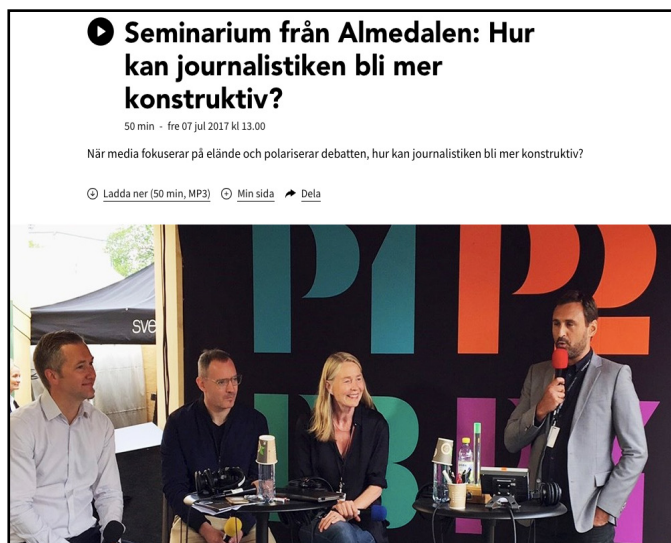 Seminarium från Almedalen: Hur
kan journalistiken bli mer
konstruktiv?
50 min - fre 07 jul 2017 kl 13.00
När media fokuserar på elände och polariserar debatten, hur kan journalistiken bli mer konstruktiv?
Ladda ner (50 min, MP3) Min sida Dela
P1 P2
sve